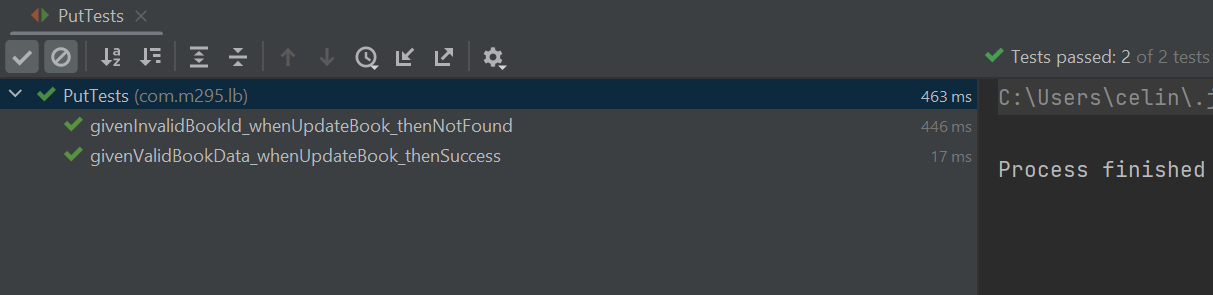 PutTests
Tests passed: 2 of 2 tests
PutTests (com.m295.lb) 463 ms
C:\Users\celin\.j
givenInvalidBookId_whenUpdateBook_thenNotFound 446 ms
givenValidBookData_whenUpdateBook_thenSuccess 17 ms
Process finished